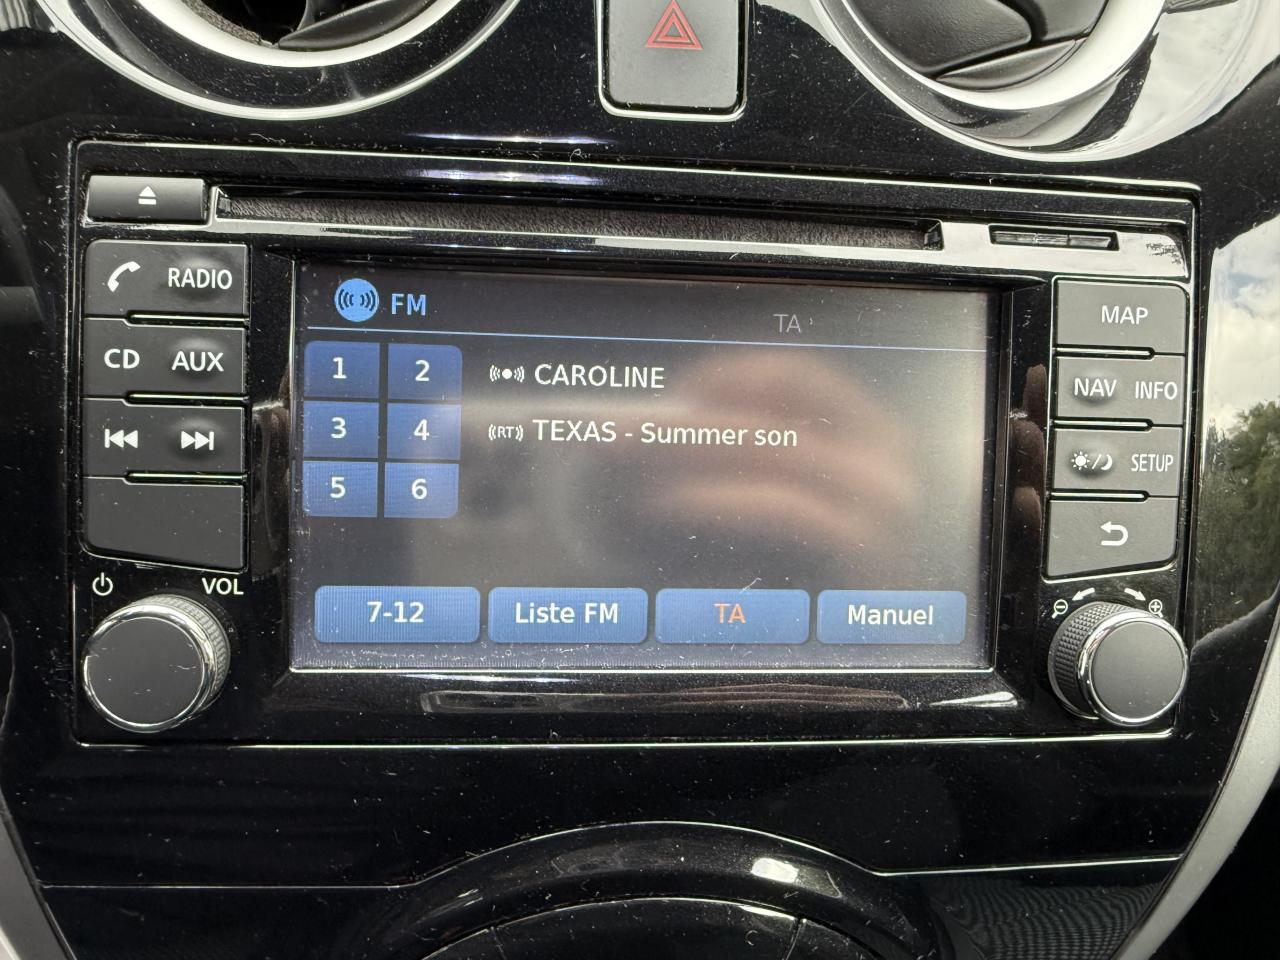 RADIO
CD AUX
VOL
FM
TA
1 2
3 4
5 6
CAROLINE
(RT) TEXAS - Summer son
7-12 Liste FM TA Manuel
MAP
NAV INFO
SETUP